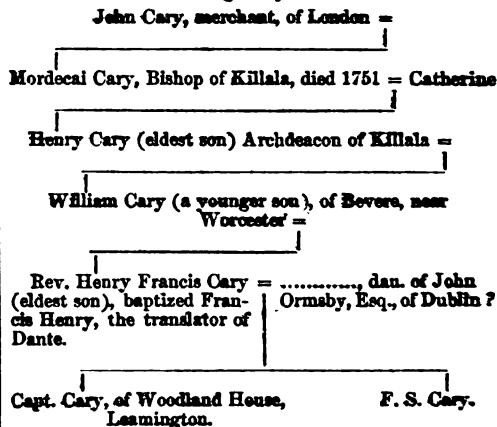 John Cary, merchant, of London =
Mordecai Cary, Bishop of Killala, died 1751 = Catherine
Henry Cary (eldest son) Archdeacon of Killala =
William Cary (a younger son), of Bevere, near
Worcester =
Rev. Henry Francis Cary = ............, dau. of John
(eldest son), baptized Fran- Ormsby, Esq., of Dublin ?
cis Henry, the translator of
Dante.
Capt. Cary, of Woodland House, F. S. Cary.
Leamington.